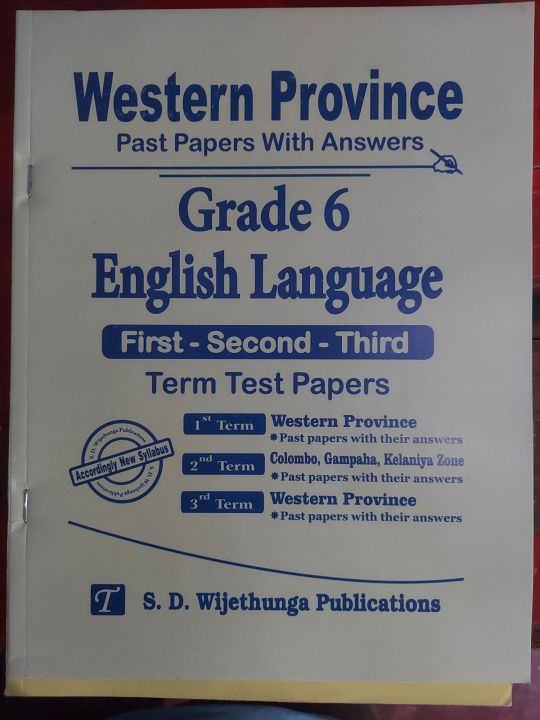 Western Province
Past Papers With Answers
Grade 6
English Language
First - Second - Third
Term Test Papers
S. D. Wijethunga Publications
Accordingly New Syllabus
S. D. Wijethunga Publications
1st Term Western Province
✷Past papers with their answers
2nd Term Colombo, Gampaha, Kelaniya Zone
✷Past papers with their answers
3rd Term Western Province
✷Past papers with their answers
T S. D. Wijethunga Publications